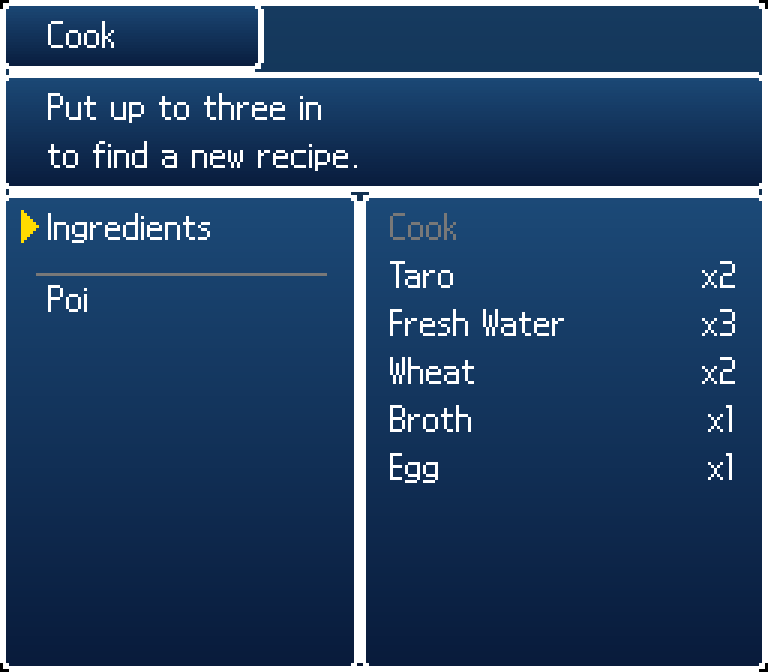 Cook
Put up to three in
to find a new recipe.
Ingredients
Poi
Cook
Taro x2
Fresh Water x3
Wheat x2
Broth x1
Egg x1